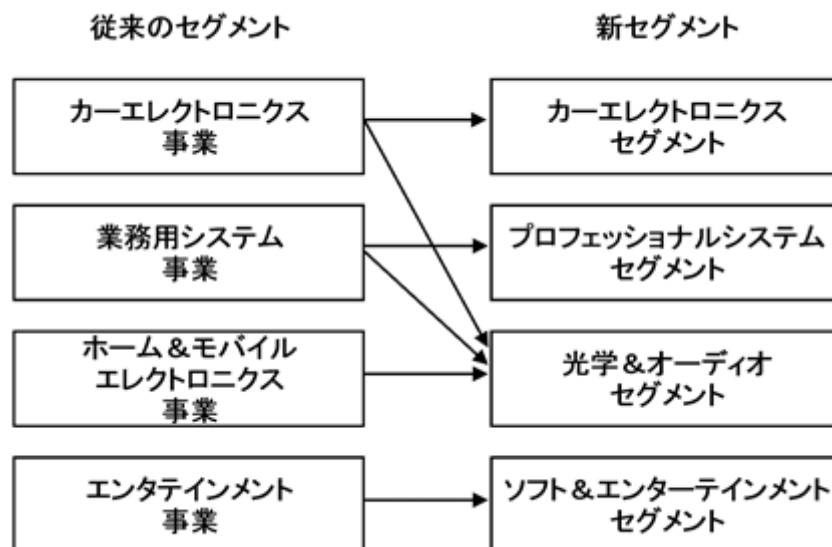 従来のセグメント
新セグメント
カーエレクトロニクス
事業
カーエレクトロニクス
セグメント
業務用システム
事業
プロフェッショナルシステム
セグメント
ホーム＆モバイル
エレクトロニクス
事業
光学＆オーディオ
セグメント
エンタテインメント
事業
ソフト＆エンターテインメント
セグメント